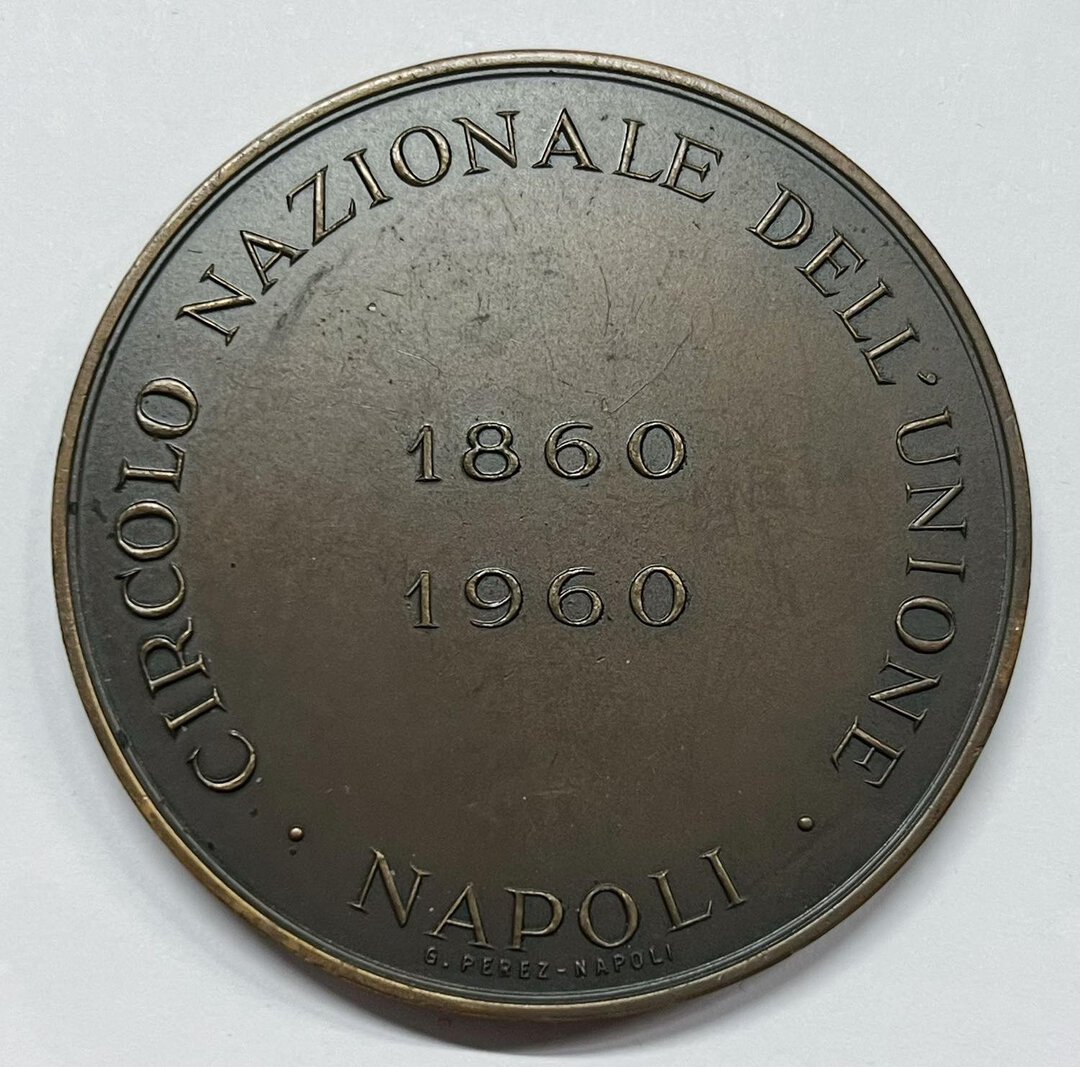 CIRCOLO NAZIONALE DELL'UNIONE
1860
1960
· NAPOLI ·
G. PEREZ-NAPOLI